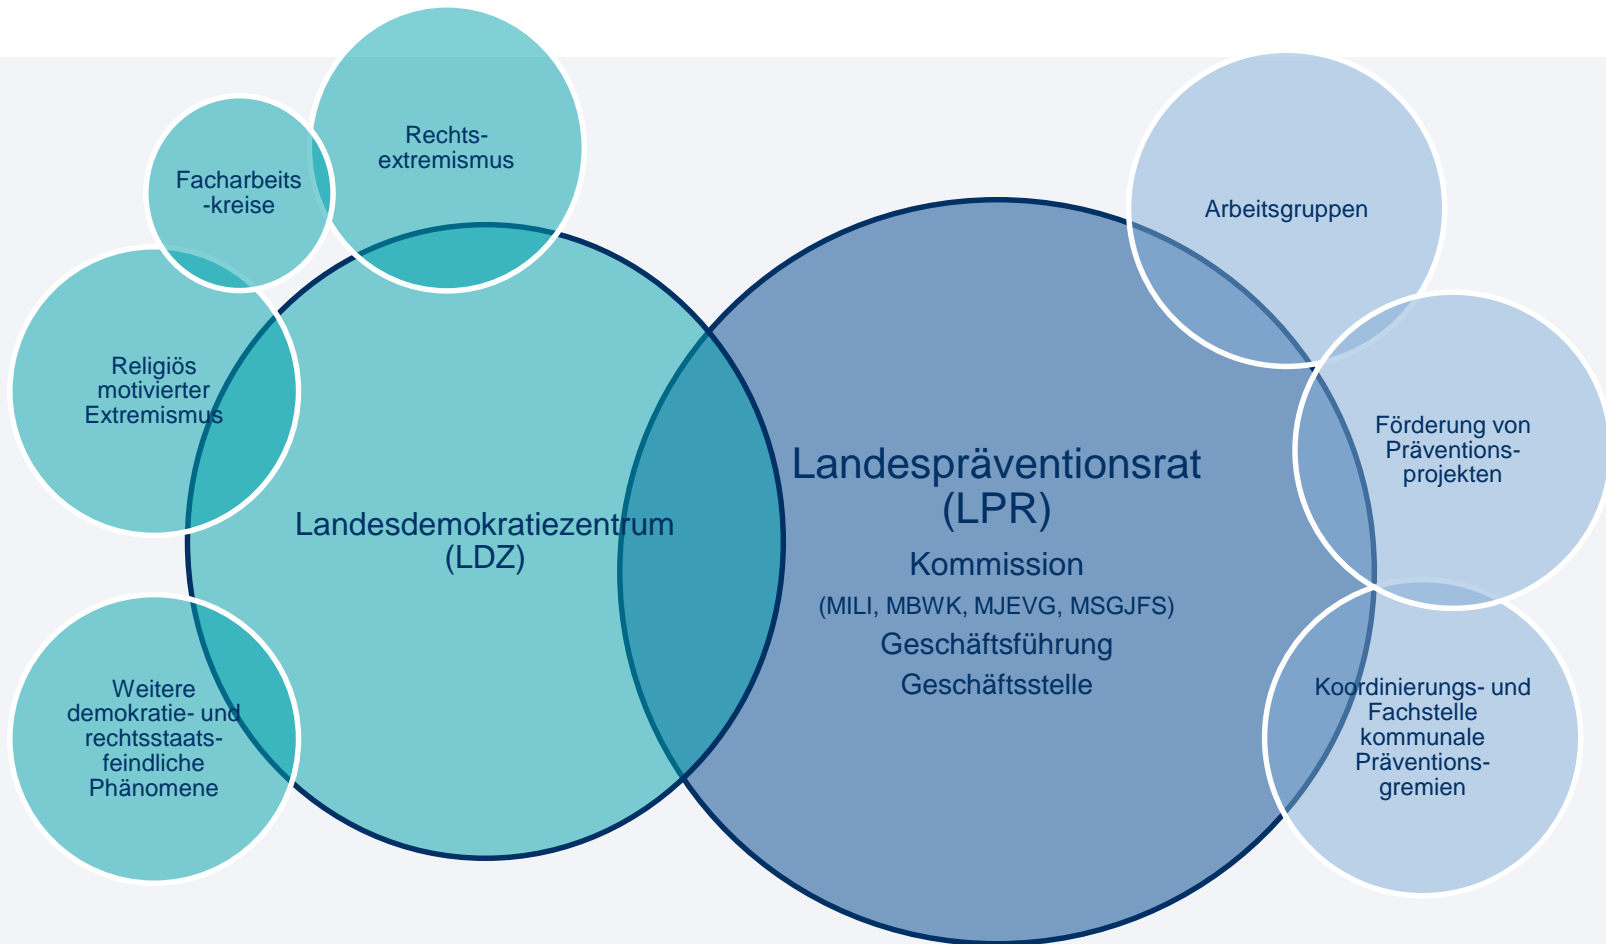 Rechts-
extremismus
Facharbeits
-kreise
Religiös
motivierter
Extremismus
Weitere
demokratie- und
rechtsstaats-
feindliche
Phänomene
Landesdemokratiezentrum
(LDZ)
Landespräventionsrat
(LPR)
Kommission
(MILI, MBWK, MJEVG, MSGJFS)
Geschäftsführung
Geschäftsstelle
Arbeitsgruppen
Förderung von
Präventions-
projekten
Koordinierungs- und
Fachstelle
kommunale
Präventions-
gremien